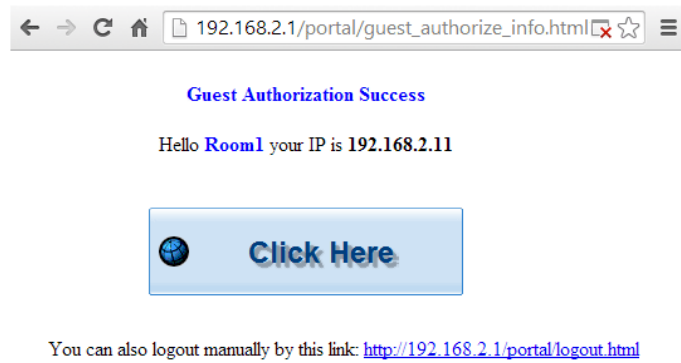 192.168.2.1/portal/guest_authorize_info.html
Guest Authorization Success
Hello Room1 your IP is 192.168.2.11
Click Here
You can also logout manually by this link: http://192.168.2.1/portal/logout.html